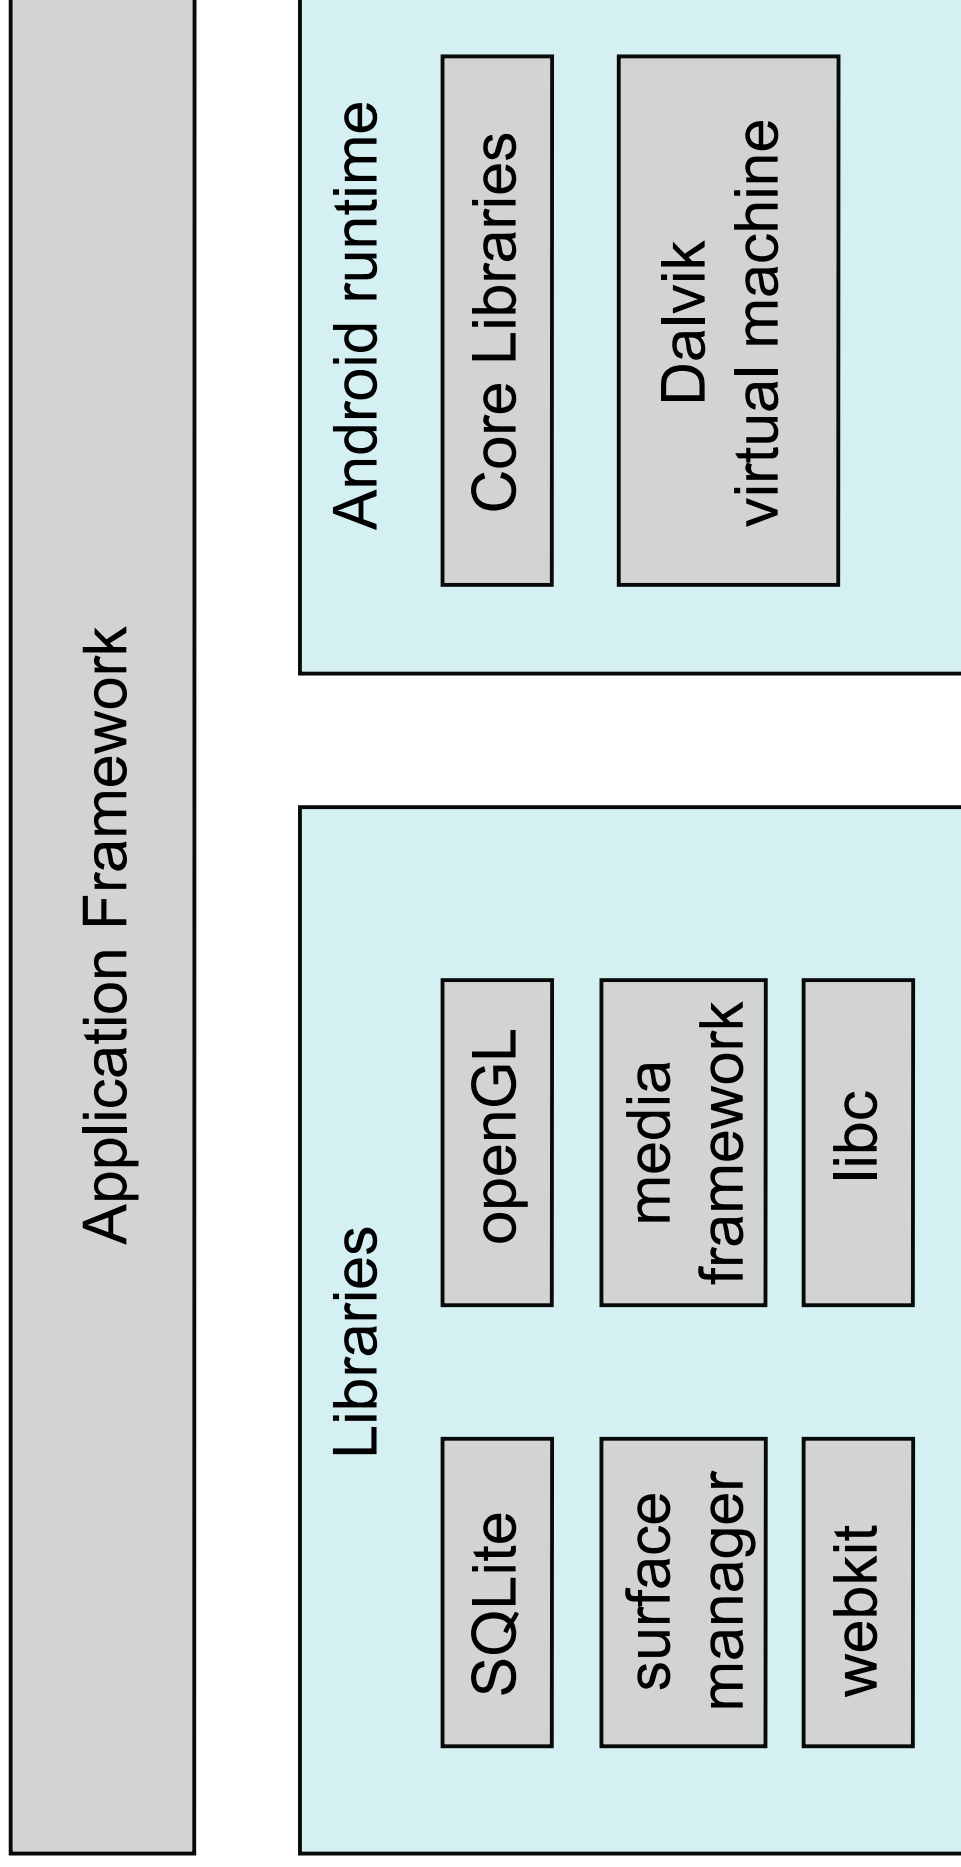 Application Framework
Libraries
SQLite
openGL
surface
manager
media
framework
webkit
libc
Android runtime
Core Libraries
Dalvik
virtual machine